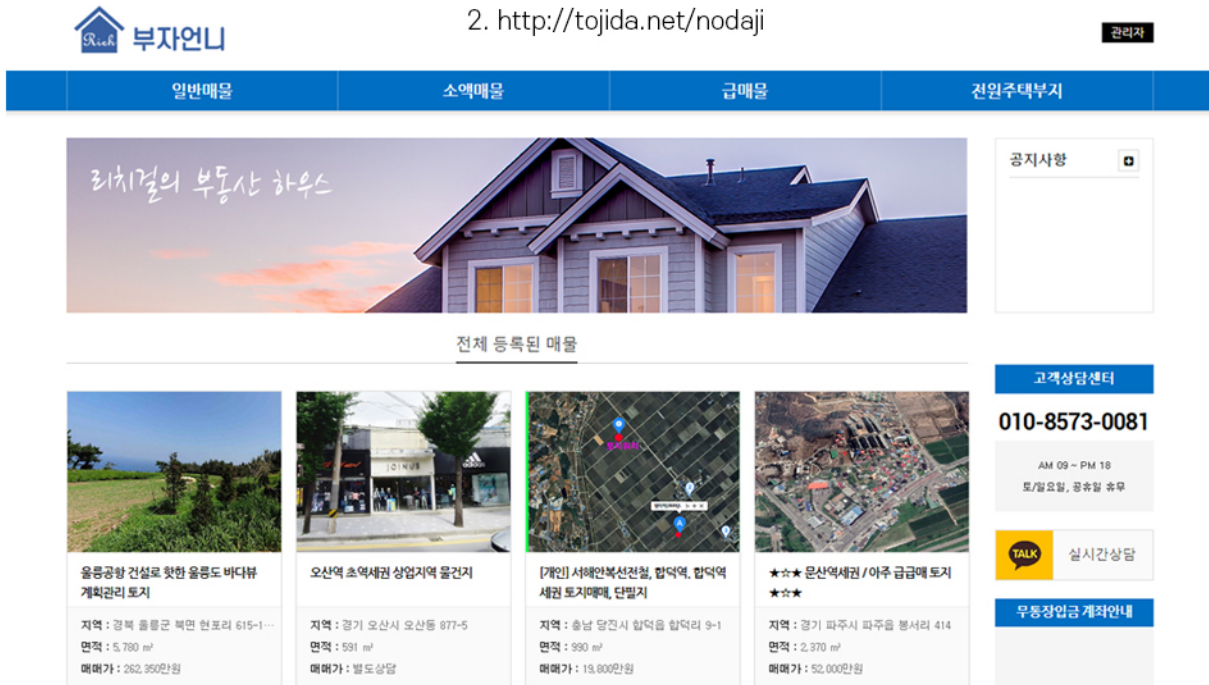 2. http://tojida.net/nodaji
Rich 부자언니
관리자
일반매물 소액매물 급매물 전원주택부지
리치걸의 부동산 하우스
공지사항
전체 등록된 매물
고객상담센터
010-8573-0081
AM 09 ~ PM 18
토/일요일, 공휴일 휴무
TALK 실시간상담
무통장입금 계좌안내
JOINUS
adidas
토지위치
A
울릉공항 건설로 핫한 울릉도 바다뷰
계획관리 토지
지역 : 경북 울릉군 북면 현포리 615-1…
면적 : 5,780 ㎡
매매가 : 262,350만원
오산역 초역세권 상업지역 물건지
지역 : 경기 오산시 오산동 877-5
면적 : 591 ㎡
매매가 : 별도상담
[개인] 서해안복선전철, 합덕역, 합덕역
세권 토지매매, 단필지
지역 : 충남 당진시 합덕읍 합덕리 9-1
면적 : 990 ㎡
매매가 : 19,800만원
★☆★ 문산역세권 / 아주 급급매 토지
★☆★
지역 : 경기 파주시 파주읍 봉서리 414
면적 : 2,370 ㎡
매매가 : 52,000만원